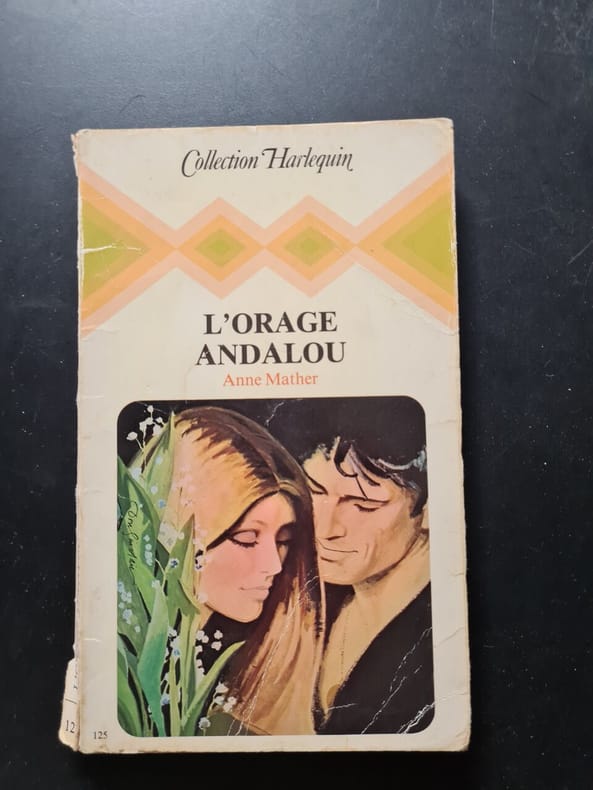 Collection Harlequin
L'ORAGE
ANDALOU
Anne Mather
12
125